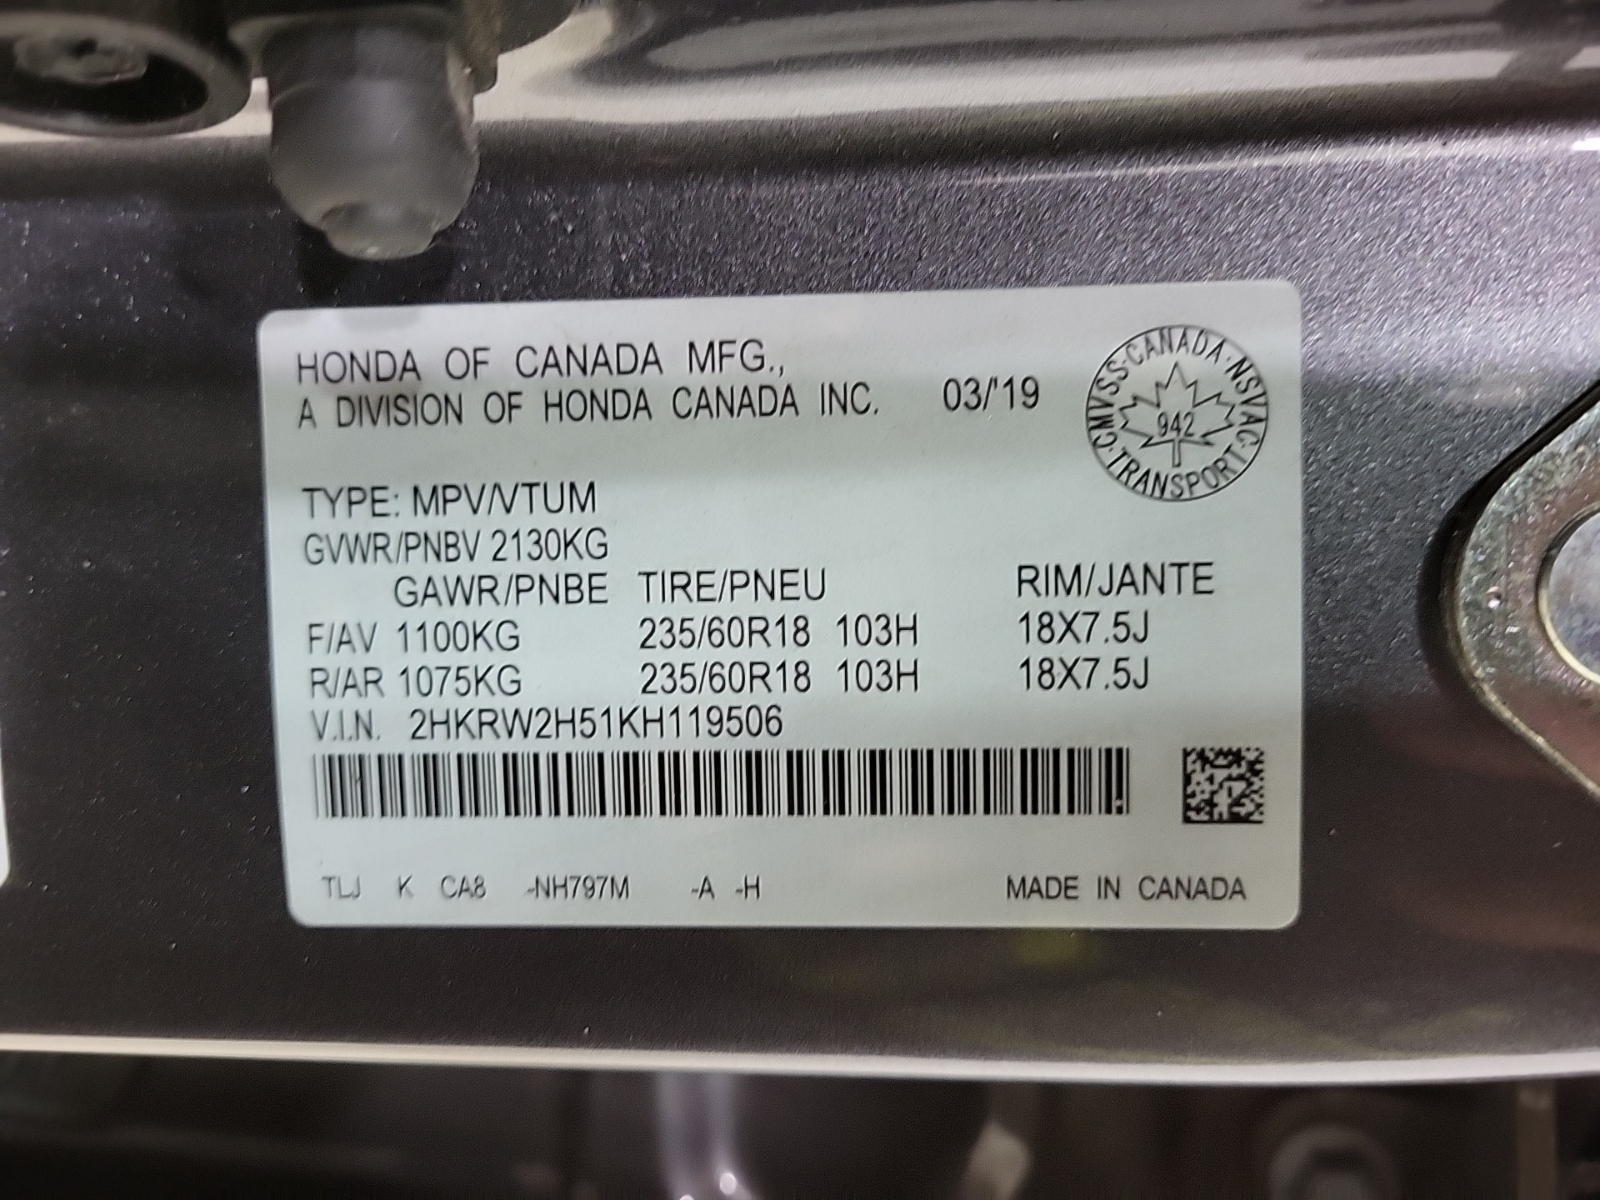 HONDA OF CANADA MFG.,
A DIVISION OF HONDA CANADA INC. 03/'19
CMVSS·CANADA·NSVAC·TRANSPORT·
942
TYPE: MPV/VTUM
GVWR/PNBV 2130KG
GAWR/PNBE TIRE/PNEU RIM/JANTE
F/AV 1100KG 235/60R18 103H 18X7.5J
R/AR 1075KG 235/60R18 103H 18X7.5J
V.I.N. 2HKRW2H51KH119506
TLJ K CA8 -NH797M -A -H MADE IN CANADA